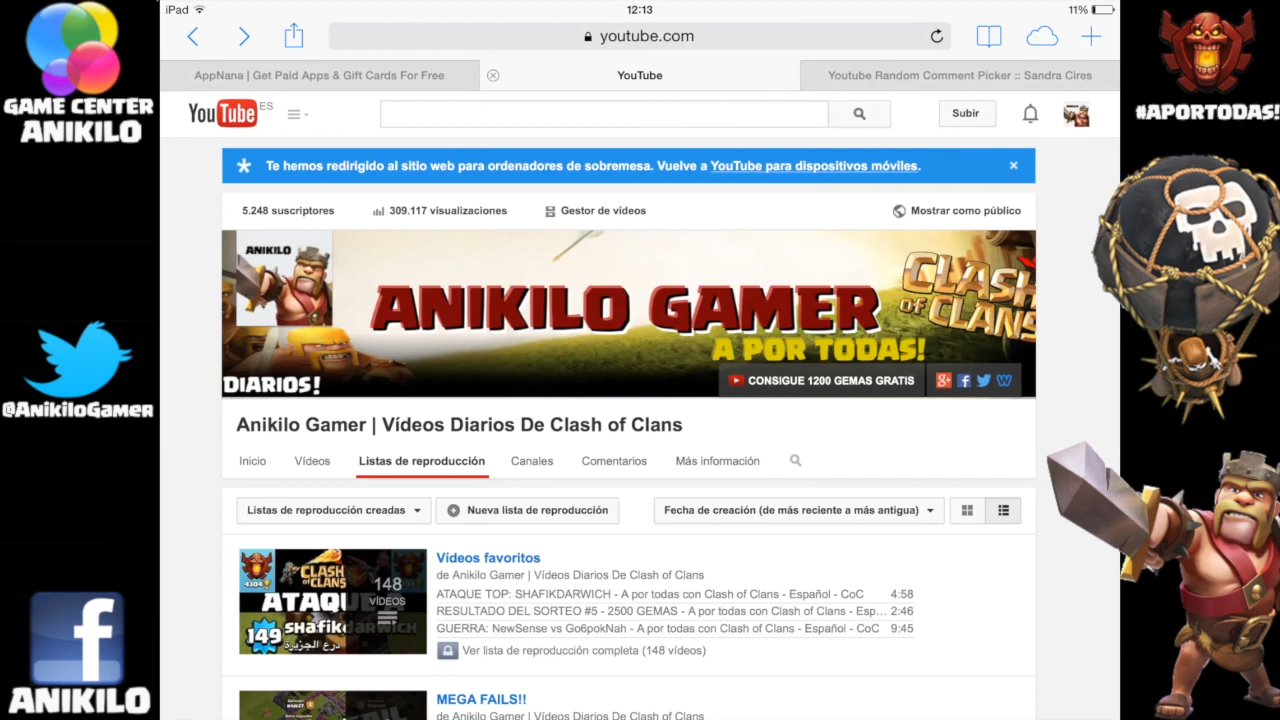 iPad
12:13
11%
youtube.com
AppNana | Get Paid Apps & Gift Cards For Free
YouTube
Youtube Random Comment Picker :: Sandra Cires
GAME CENTER
ANIKILO
#APORTODAS!
YouTube ES
Subir
Te hemos redirigido al sitio web para ordenadores de sobremesa. Vuelve a YouTube para dispositivos móviles.
5.248 suscriptores
309.117 visualizaciones
Gestor de vídeos
Mostrar como público
ANIKILO
ANIKILO GAMER
CLASH
OF CLANS
A POR TODAS!
DIARIOS!
CONSIGUE 1200 GEMAS GRATIS
@AnikiloGamer
Anikilo Gamer | Vídeos Diarios De Clash of Clans
Inicio
Vídeos
Listas de reproducción
Canales
Comentarios
Más información
Listas de reproducción creadas
Nueva lista de reproducción
Fecha de creación (de más reciente a más antigua)
4304
CLASH
OF CLANS
ATAQU
149
shafikdarwich
درع الجزيرة
148
VÍDEOS
Vídeos favoritos
de Anikilo Gamer | Vídeos Diarios De Clash of Clans
ATAQUE TOP: SHAFIKDARWICH - A por todas con Clash of Clans - Español - CoC 4:58
RESULTADO DEL SORTEO #5 - 2500 GEMAS - A por todas con Clash of Clans - Esp... 2:46
GUERRA: NewSense vs Go6pokNah - A por todas con Clash of Clans - Español - CoC 9:45
Ver lista de reproducción completa (148 vídeos)
MEGA FAILS!!
de Anikilo Gamer | Vídeos Diarios De Clash of Clans
ANIKILO